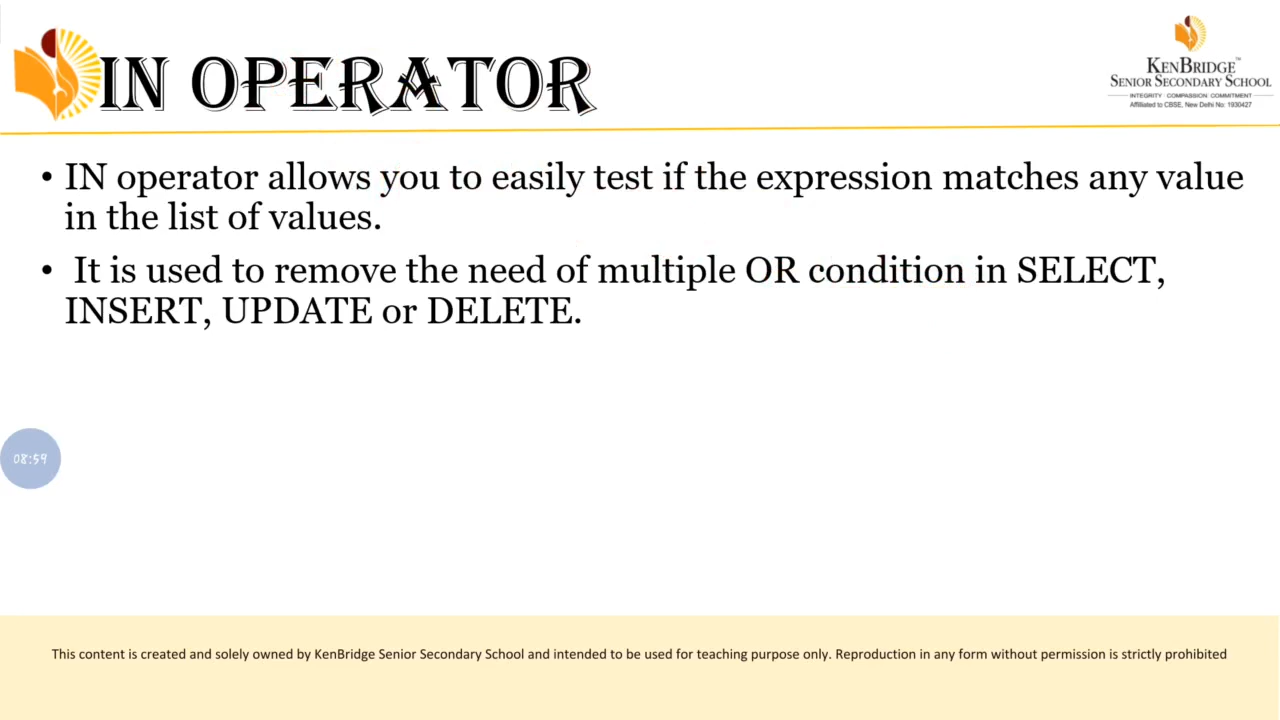 IN OPERATOR
KENBRIDGE™
SENIOR SECONDARY SCHOOL
INTEGRITY COMPASSION COMMITMENT
Affiliated to CBSE, New Delhi No: 1930427
• IN operator allows you to easily test if the expression matches any value
in the list of values.
• It is used to remove the need of multiple OR condition in SELECT,
INSERT, UPDATE or DELETE.
08:59
This content is created and solely owned by KenBridge Senior Secondary School and intended to be used for teaching purpose only. Reproduction in any form without permission is strictly prohibited